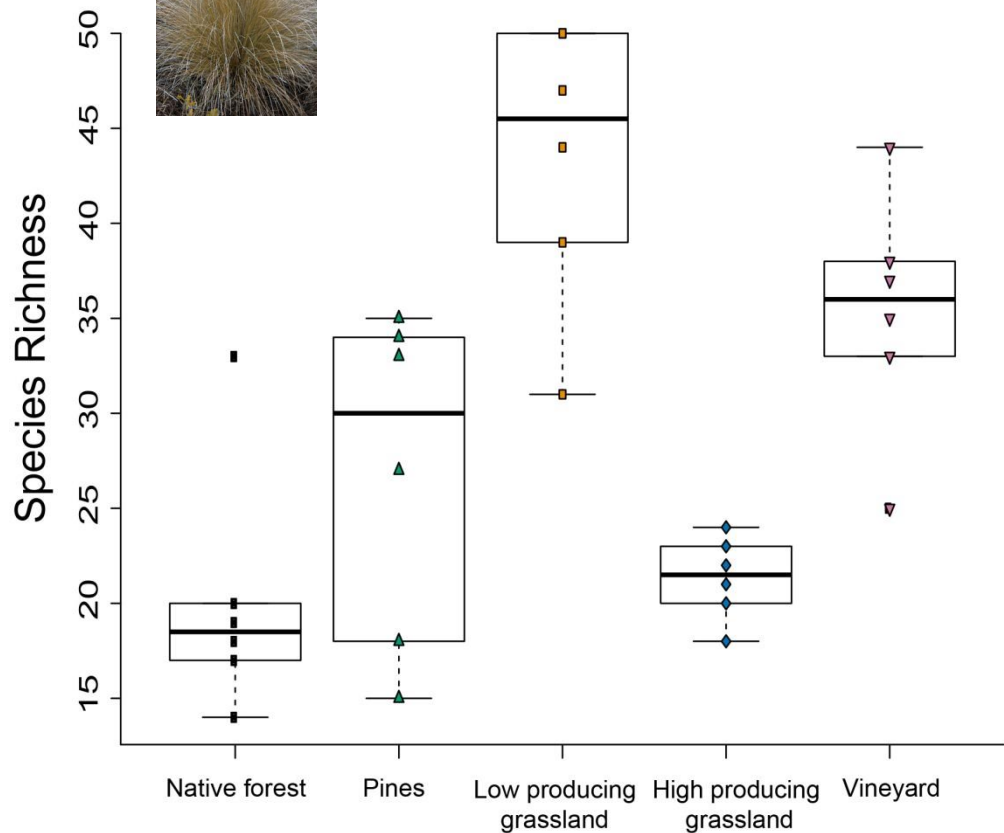 Species Richness
50
45
40
35
30
25
20
15
Native forest
Pines
Low producing
grassland
High producing
grassland
Vineyard